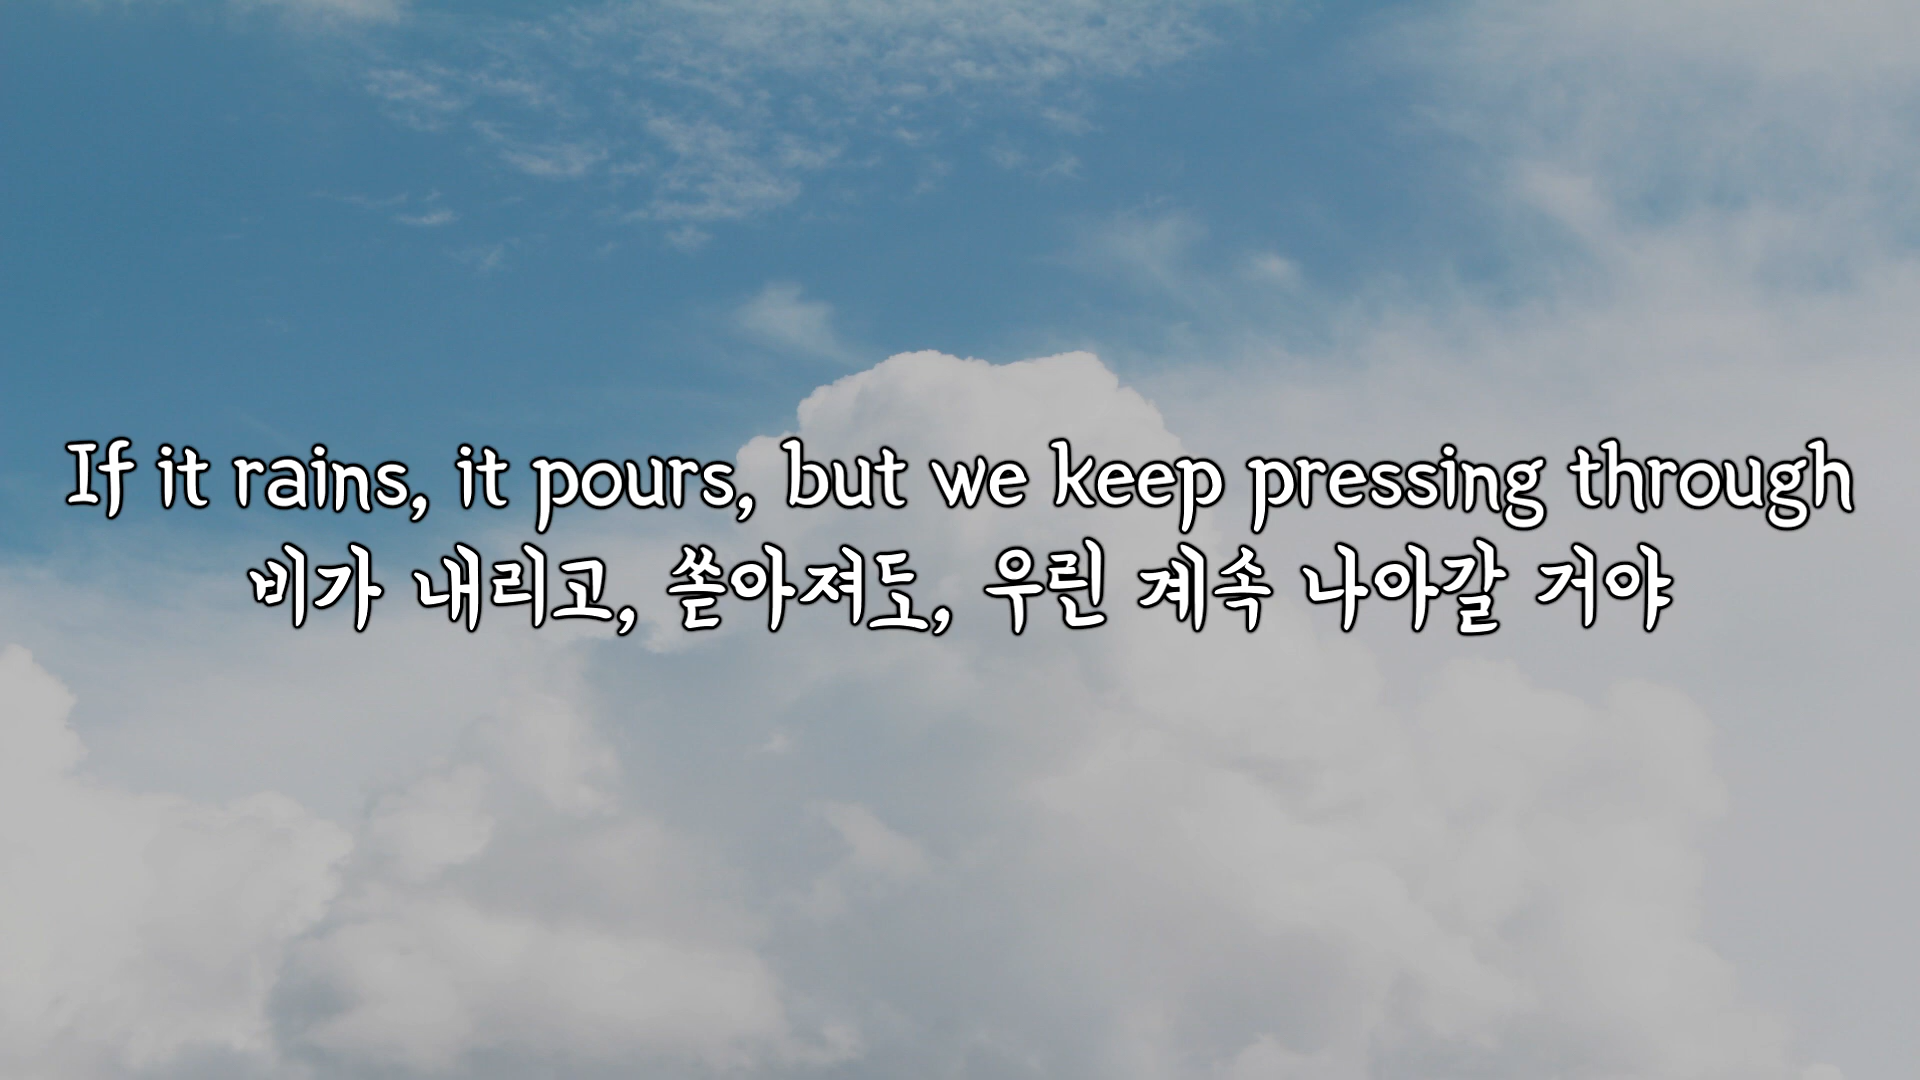 If it rains, it pours, but we keep pressing through
비가 내리고, 쏟아져도, 우린 계속 나아갈 거야